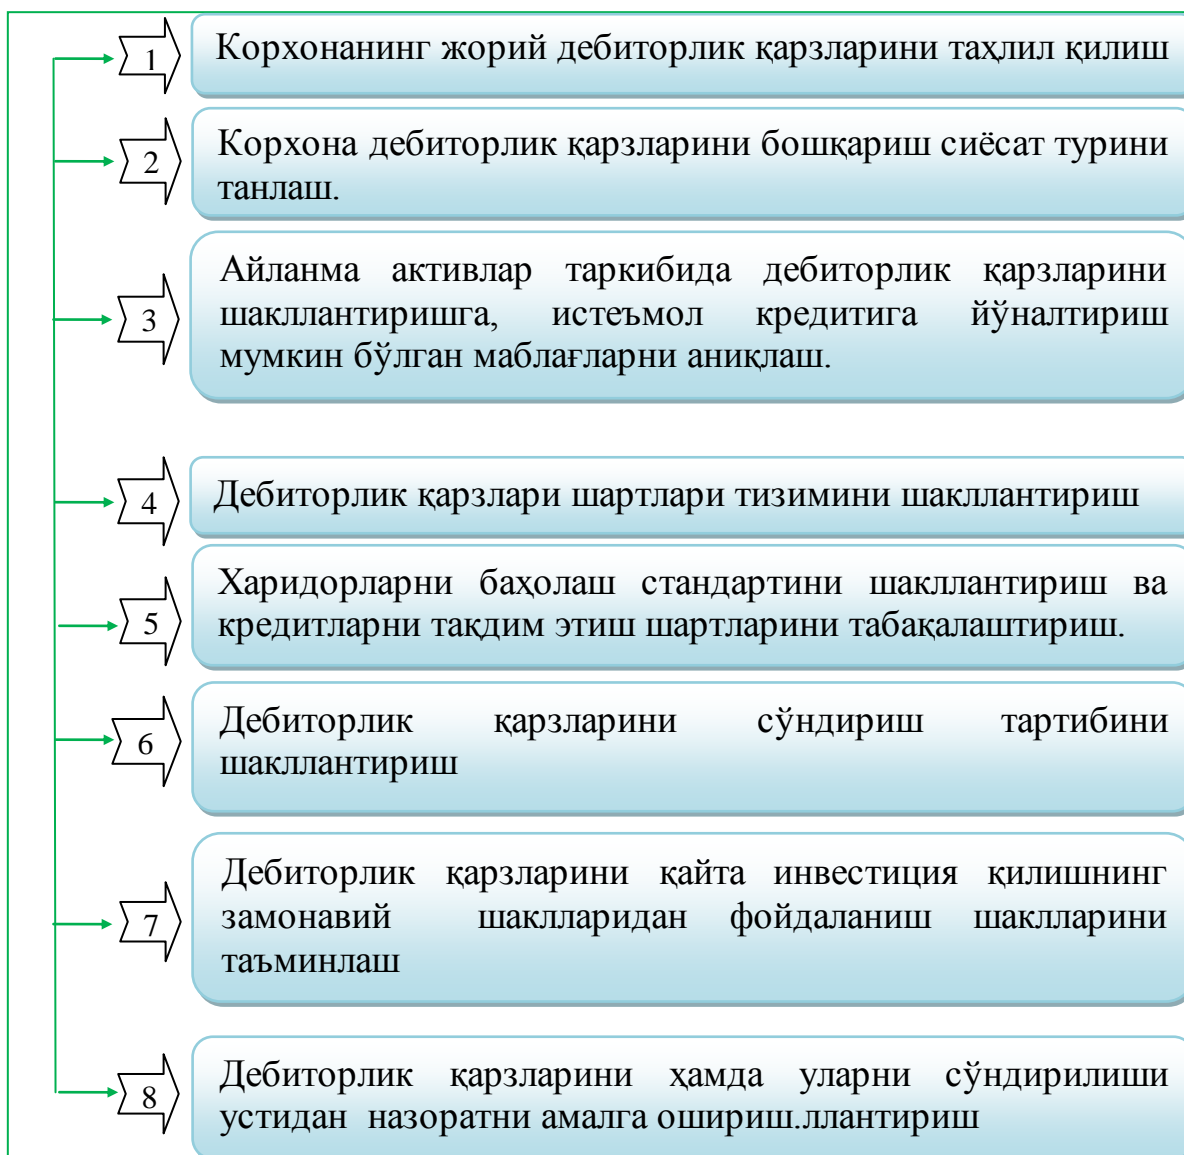 1
Корхонанинг жорий дебиторлик қарзларини таҳлил қилиш
2
Корхона дебиторлик қарзларини бошқариш сиёсат турини
танлаш.
3
Айланма активлар таркибида дебиторлик қарзларини
шакллантиришга, истеъмол кредитига йўналтириш
мумкин бўлган маблағларни аниқлаш.
4
Дебиторлик қарзлари шартлари тизимини шакллантириш
5
Харидорларни баҳолаш стандартини шакллантириш ва
кредитларни тақдим этиш шартларини табақалаштириш.
6
Дебиторлик қарзларини сўндириш тартибини
шакллантириш
7
Дебиторлик қарзларини қайта инвестиция қилишнинг
замонавий шаклларидан фойдаланиш шаклларини
таъминлаш
8
Дебиторлик қарзларини ҳамда уларни сўндирилиши
устидан назоратни амалга ошириш.ллантириш